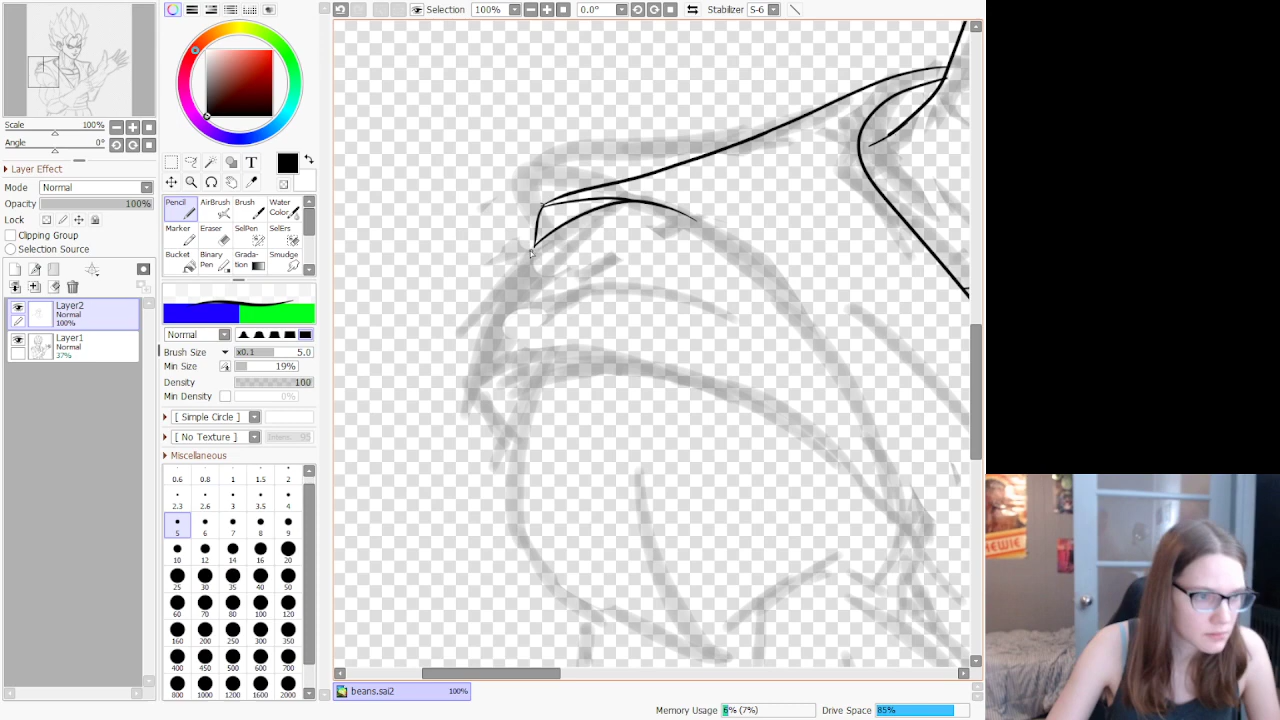 Selection
100%
0.0°
Stabilizer
S-6
Scale
100%
Angle
0°
Layer Effect
Mode
Normal
Opacity
100%
Lock
Clipping Group
Selection Source
Layer2
Normal
100%
Layer1
Normal
37%
T
Pencil
AirBrush
Brush
Water Color
Marker
Eraser
SelPen
SelErs
Bucket
Binary Pen
Grada- tion
Smudge
Normal
Brush Size
x0.1
5.0
Min Size
19%
Density
100
Min Density
0%
[ Simple Circle ]
[ No Texture ]
Intens.
95
Miscellaneous
0.6 0.8 1 1.5 2
2.3 2.6 3 3.5 4
5 6 7 8 9
10 12 14 16 20
25 30 35 40 50
60 70 80 100 120
160 200 250 300 350
400 450 500 600 700
800 1000 1200 1600 2000
beans.sai2
100%
Memory Usage
6% (7%)
Drive Space
85%
EWIE